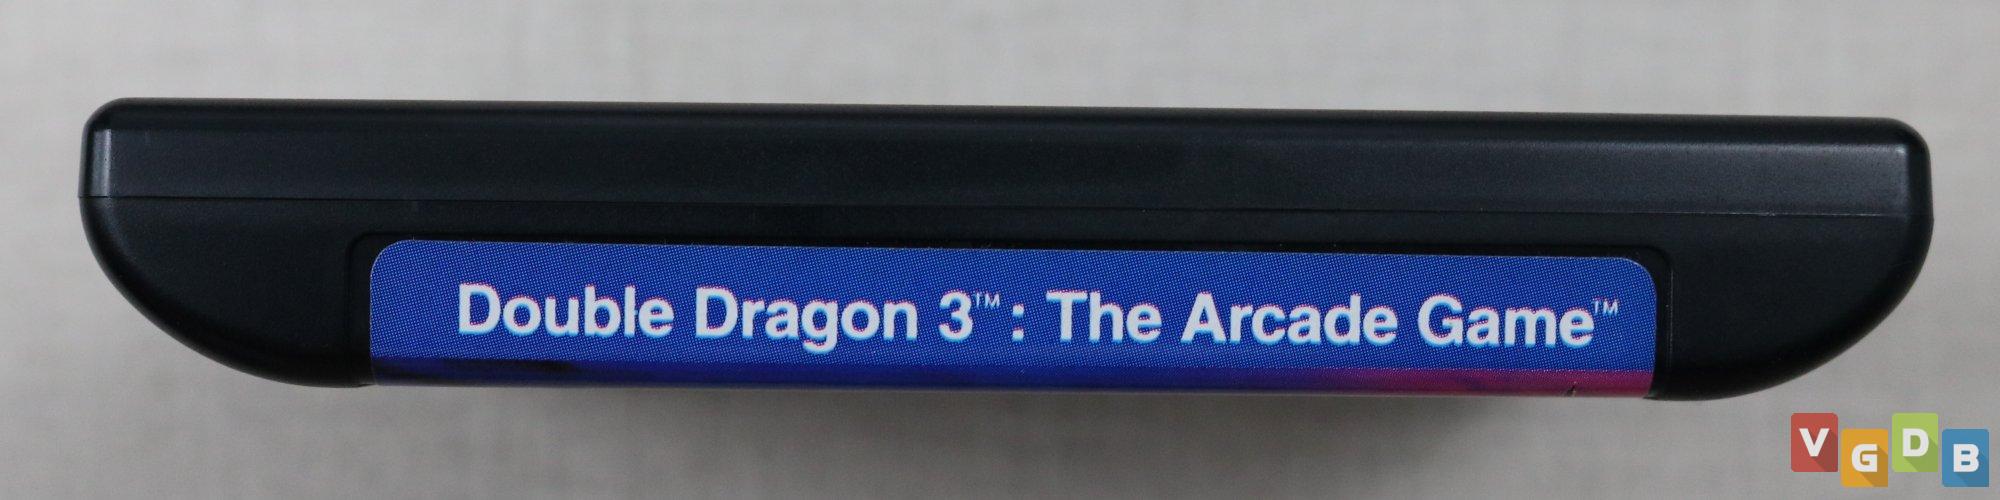 Double Dragon 3™: The Arcade Game™
VGDB